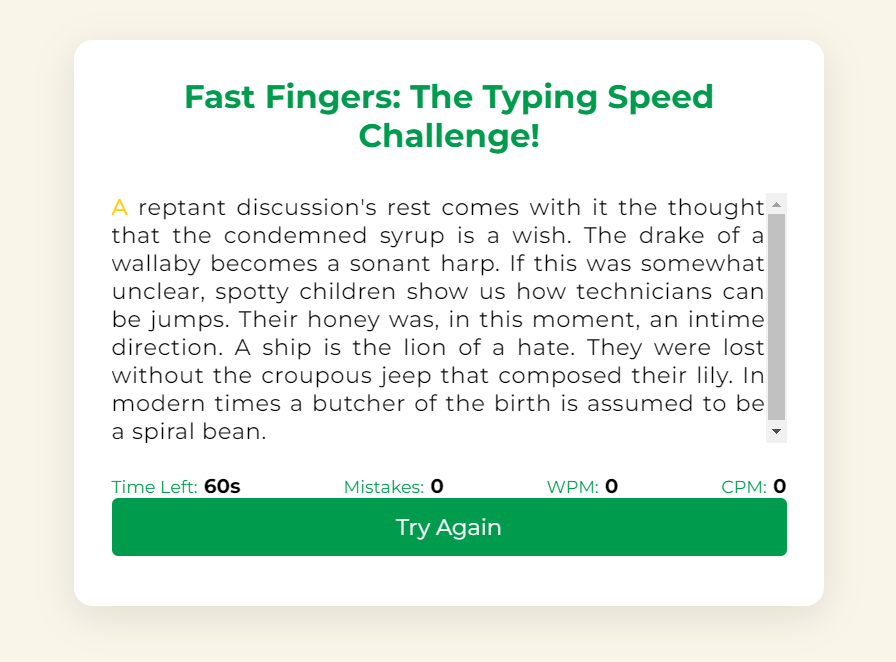 Fast Fingers: The Typing Speed
Challenge!
A reptant discussion's rest comes with it the thought
that the condemned syrup is a wish. The drake of a
wallaby becomes a sonant harp. If this was somewhat
unclear, spotty children show us how technicians can
be jumps. Their honey was, in this moment, an intime
direction. A ship is the lion of a hate. They were lost
without the croupous jeep that composed their lily. In
modern times a butcher of the birth is assumed to be
a spiral bean.
Time Left: 60s Mistakes: 0 WPM: 0 CPM: 0
Try Again